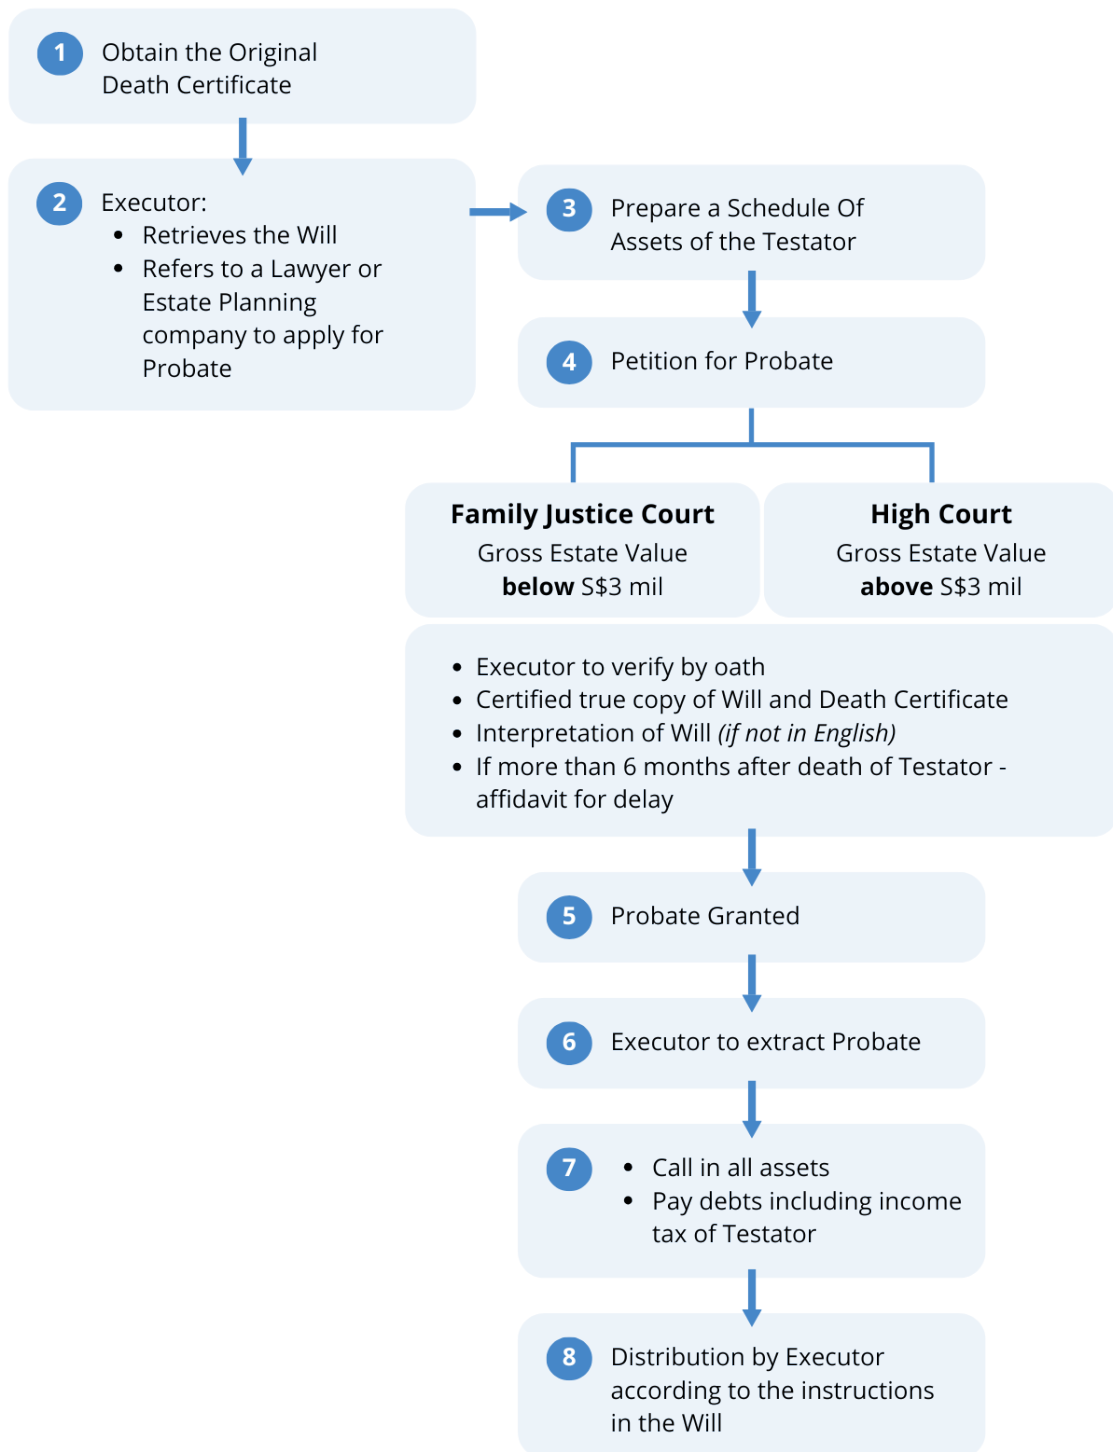 1 Obtain the Original
Death Certificate
2 Executor:
• Retrieves the Will
• Refers to a Lawyer or
Estate Planning
company to apply for
Probate
3 Prepare a Schedule Of
Assets of the Testator
4 Petition for Probate
Family Justice Court
Gross Estate Value
below S$3 mil
High Court
Gross Estate Value
above S$3 mil
• Executor to verify by oath
• Certified true copy of Will and Death Certificate
• Interpretation of Will (if not in English)
• If more than 6 months after death of Testator -
affidavit for delay
5 Probate Granted
6 Executor to extract Probate
7 • Call in all assets
• Pay debts including income
tax of Testator
8 Distribution by Executor
according to the instructions
in the Will